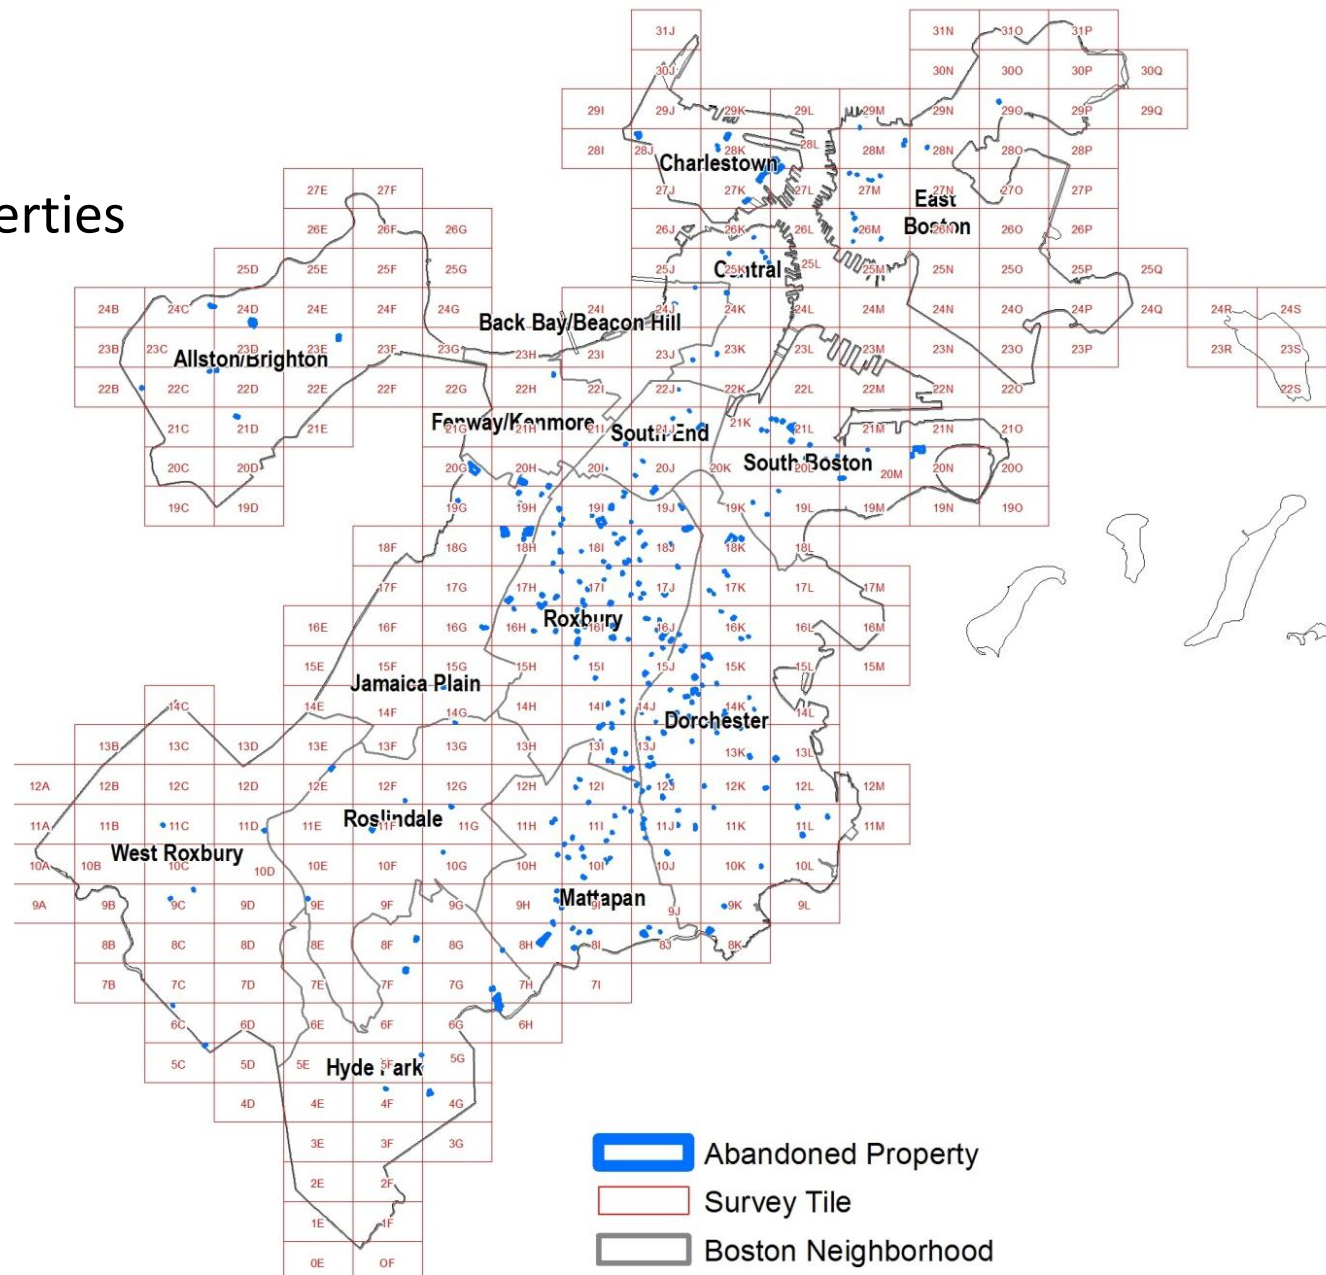 31J 31N 31O 31P
30J 30N 30O 30P 30Q
29I 29J 29K 29L 29M 29N 29O 29P 29Q
28I 28J 28K 28L 28M 28N 28O 28P
Charlestown
27E 27F 27J 27K 27L 27M 27N 27O 27P
erties
East
Boston
26E 26F 26G 26J 26K 26L 26M 26N 26O 26P
25D 25E 25F 25G 25J 25K 25L 25M 25N 25O 25P 25Q
Central
24B 24C 24D 24E 24F 24G 24I 24J 24K 24L 24M 24N 24O 24P 24Q 24R 24S
Back Bay/Beacon Hill
23B 23C 23D 23E 23F 23G 23H 23I 23J 23K 23L 23M 23N 23O 23P 23R 23S
Allston/Brighton
22B 22C 22D 22E 22F 22G 22H 22I 22J 22K 22L 22M 22N 22O 22S
Fenway/Kenmore
21C 21D 21E 21G 21H 21I 21J 21K 21L 21M 21N 21O
South End
South Boston
20C 20D 20G 20H 20I 20J 20K 20L 20M 20N 20O
19C 19D 19G 19H 19I 19J 19K 19L 19M 19N 19O
18F 18G 18H 18I 18J 18K 18L
17F 17G 17H 17I 17J 17K 17L 17M
Roxbury
16E 16F 16G 16H 16I 16J 16K 16L 16M
15E 15F 15G 15H 15I 15J 15K 15L 15M
Jamaica Plain
14C 14E 14F 14G 14H 14I 14J 14K 14L
Dorchester
13B 13C 13D 13E 13F 13G 13H 13I 13J 13K 13L
12A 12B 12C 12D 12E 12F 12G 12H 12I 12J 12K 12L 12M
Roslindale
11A 11B 11C 11D 11E 11F 11G 11H 11I 11J 11K 11L 11M
West Roxbury
10A 10B 10C 10D 10E 10F 10G 10H 10I 10J 10K 10L
Mattapan
9A 9B 9C 9D 9E 9F 9G 9H 9I 9J 9K 9L
8B 8C 8D 8E 8F 8G 8H 8I 8J 8K
7B 7C 7D 7E 7F 7G 7H 7I
6C 6D 6E 6F 6G 6H
5C 5D 5E 5F 5G
Hyde Park
4D 4E 4F 4G
3E 3F 3G
2E 2F
1E 1F
0E 0F
Abandoned Property
Survey Tile
Boston Neighborhood